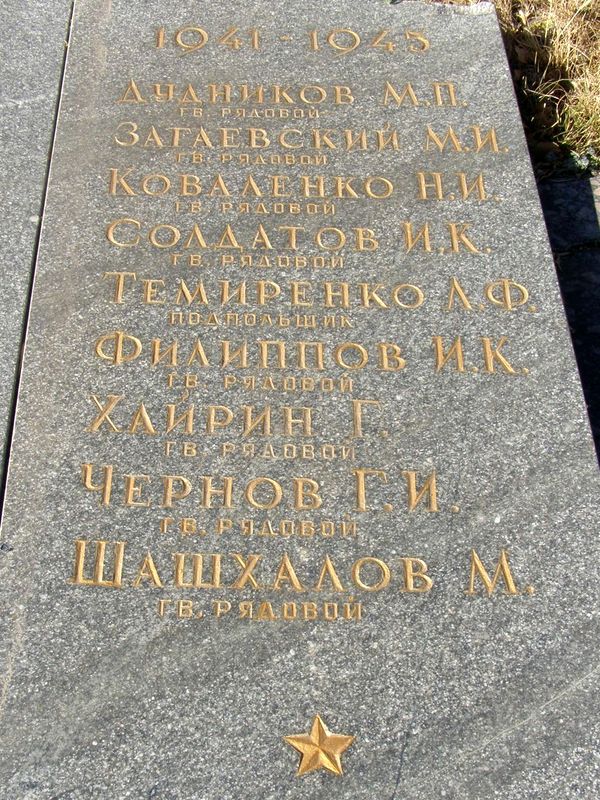 1941 - 1945
Дудников М.П.
гв. рядовой
Загаевский М.И.
гв. рядовой
Коваленко Н.И.
гв. рядовой
Солдатов И.К.
гв. рядовой
Темиренко Л.Ф.
подпольщик
Филиппов И.К.
гв. рядовой
Хайрин Г.
гв. рядовой
Чернов Г.И.
гв. рядовой
Шашхалов М.
гв. рядовой